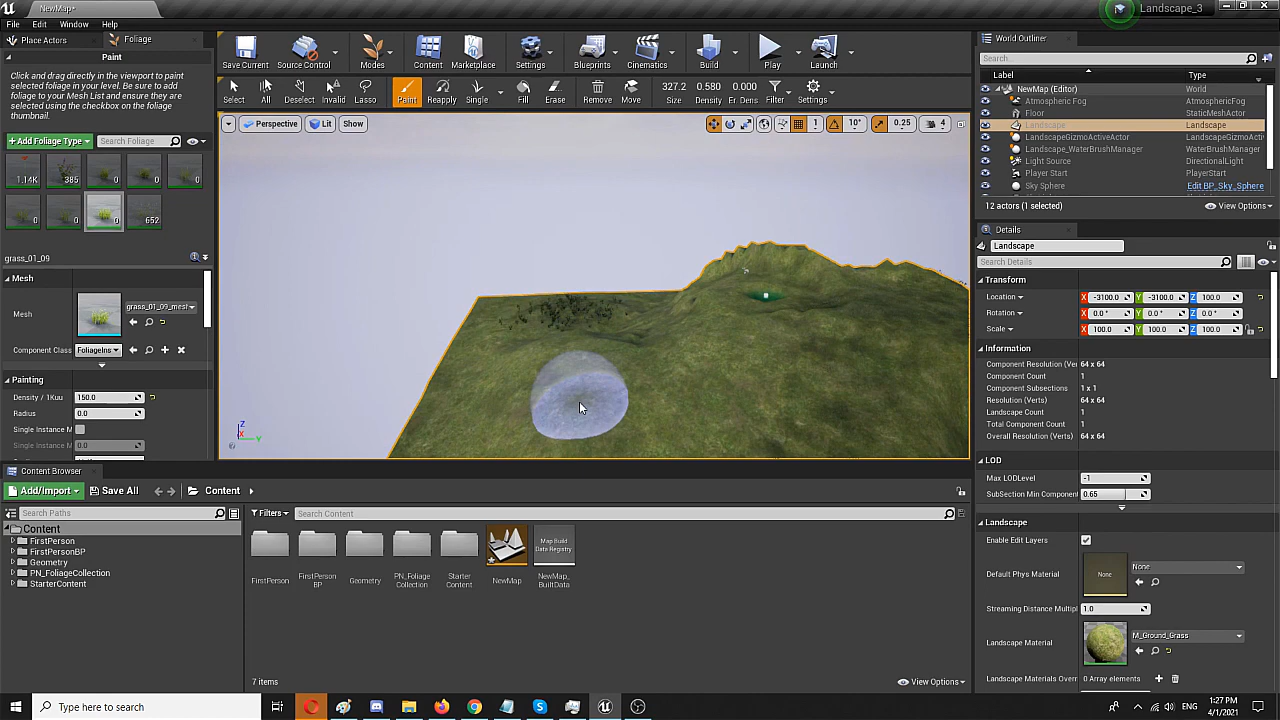 NewMap*
Landscape_3
File Edit Window Help
Place Actors
Foliage
Paint
Click and drag directly in the viewport to paint
selected foliage in your level. Be sure to add
foliage to your Mesh List and ensure they are
selected using the checkbox on the foliage
thumbnail.
+Add Foliage Type
Search Foliage
1.14K 385 0 0 0
0 0 0 652
grass_01_09
Mesh
Mesh
grass_01_09_mesh
Component Class
FoliageIns
Painting
Density / 1Kuu 150.0
Radius 0.0
Single Instance M
Single Instance M 0.0
Save Current Source Control Modes Content Marketplace Settings Blueprints Cinematics Build Play Launch
Select All Deselect Invalid Lasso Paint Reapply Single Fill Erase Remove Move
327.2 0.580 0.000
Size Density Er. Dens
Filter Settings
Perspective Lit Show
1 10° 0.25 4
Z
X Y
Content Browser
Add/Import Save All Content
Search Paths
Filters
Search Content
Content
FirstPerson
FirstPersonBP
Geometry
PN_FoliageCollection
StarterContent
FirstPerson
FirstPerson
BP
Geometry
PN_Foliage
Collection
Starter
Content
NewMap
Map Build
Data Registry
NewMap_
BuiltData
7 items
View Options
World Outliner
Search...
Label Type
NewMap (Editor) World
Atmospheric Fog AtmosphericFog
Floor StaticMeshActor
Landscape Landscape
LandscapeGizmoActiveActor LandscapeGizmoActi
Landscape_WaterBrushManager WaterBrushManager
Light Source DirectionalLight
Player Start PlayerStart
Sky Sphere Edit BP_Sky_Sphere
12 actors (1 selected)
View Options
Details
Landscape
Search Details
Transform
Location X -3100.0 Y -3100.0 Z 100.0
Rotation X 0.0 ° Y 0.0 ° Z 0.0 °
Scale X 100.0 Y 100.0 Z 100.0
Information
Component Resolution (Ver 64 x 64
Component Count 1
Component Subsections 1 x 1
Resolution (Verts) 64 x 64
Landscape Count 1
Total Component Count 1
Overall Resolution (Verts) 64 x 64
LOD
Max LODLevel -1
SubSection Min Component 0.65
Landscape
Enable Edit Layers
Default Phys Material
None
None
Streaming Distance Multipl 1.0
Landscape Material
M_Ground_Grass
Landscape Materials Overr 0 Array elements
Type here to search
1:27 PM
4/1/2021